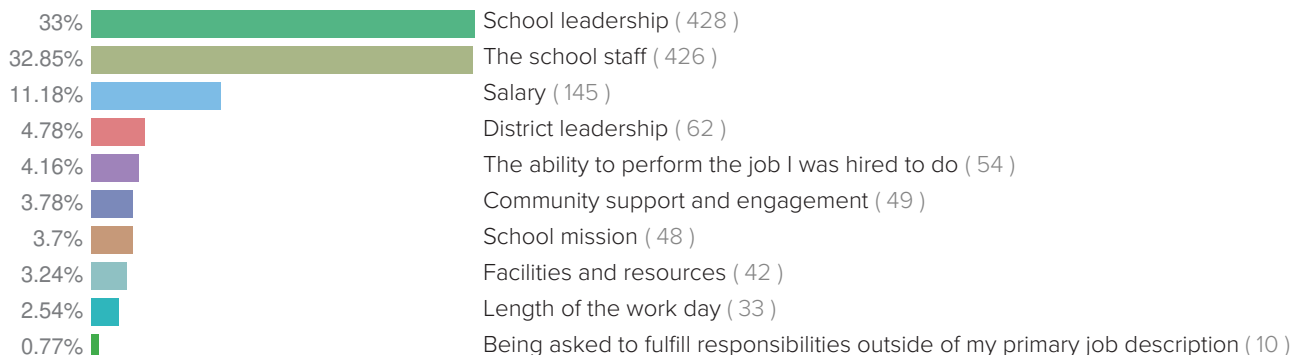 33% School leadership ( 428 )
32.85% The school staff ( 426 )
11.18% Salary ( 145 )
4.78% District leadership ( 62 )
4.16% The ability to perform the job I was hired to do ( 54 )
3.78% Community support and engagement ( 49 )
3.7% School mission ( 48 )
3.24% Facilities and resources ( 42 )
2.54% Length of the work day ( 33 )
0.77% Being asked to fulfill responsibilities outside of my primary job description ( 10 )